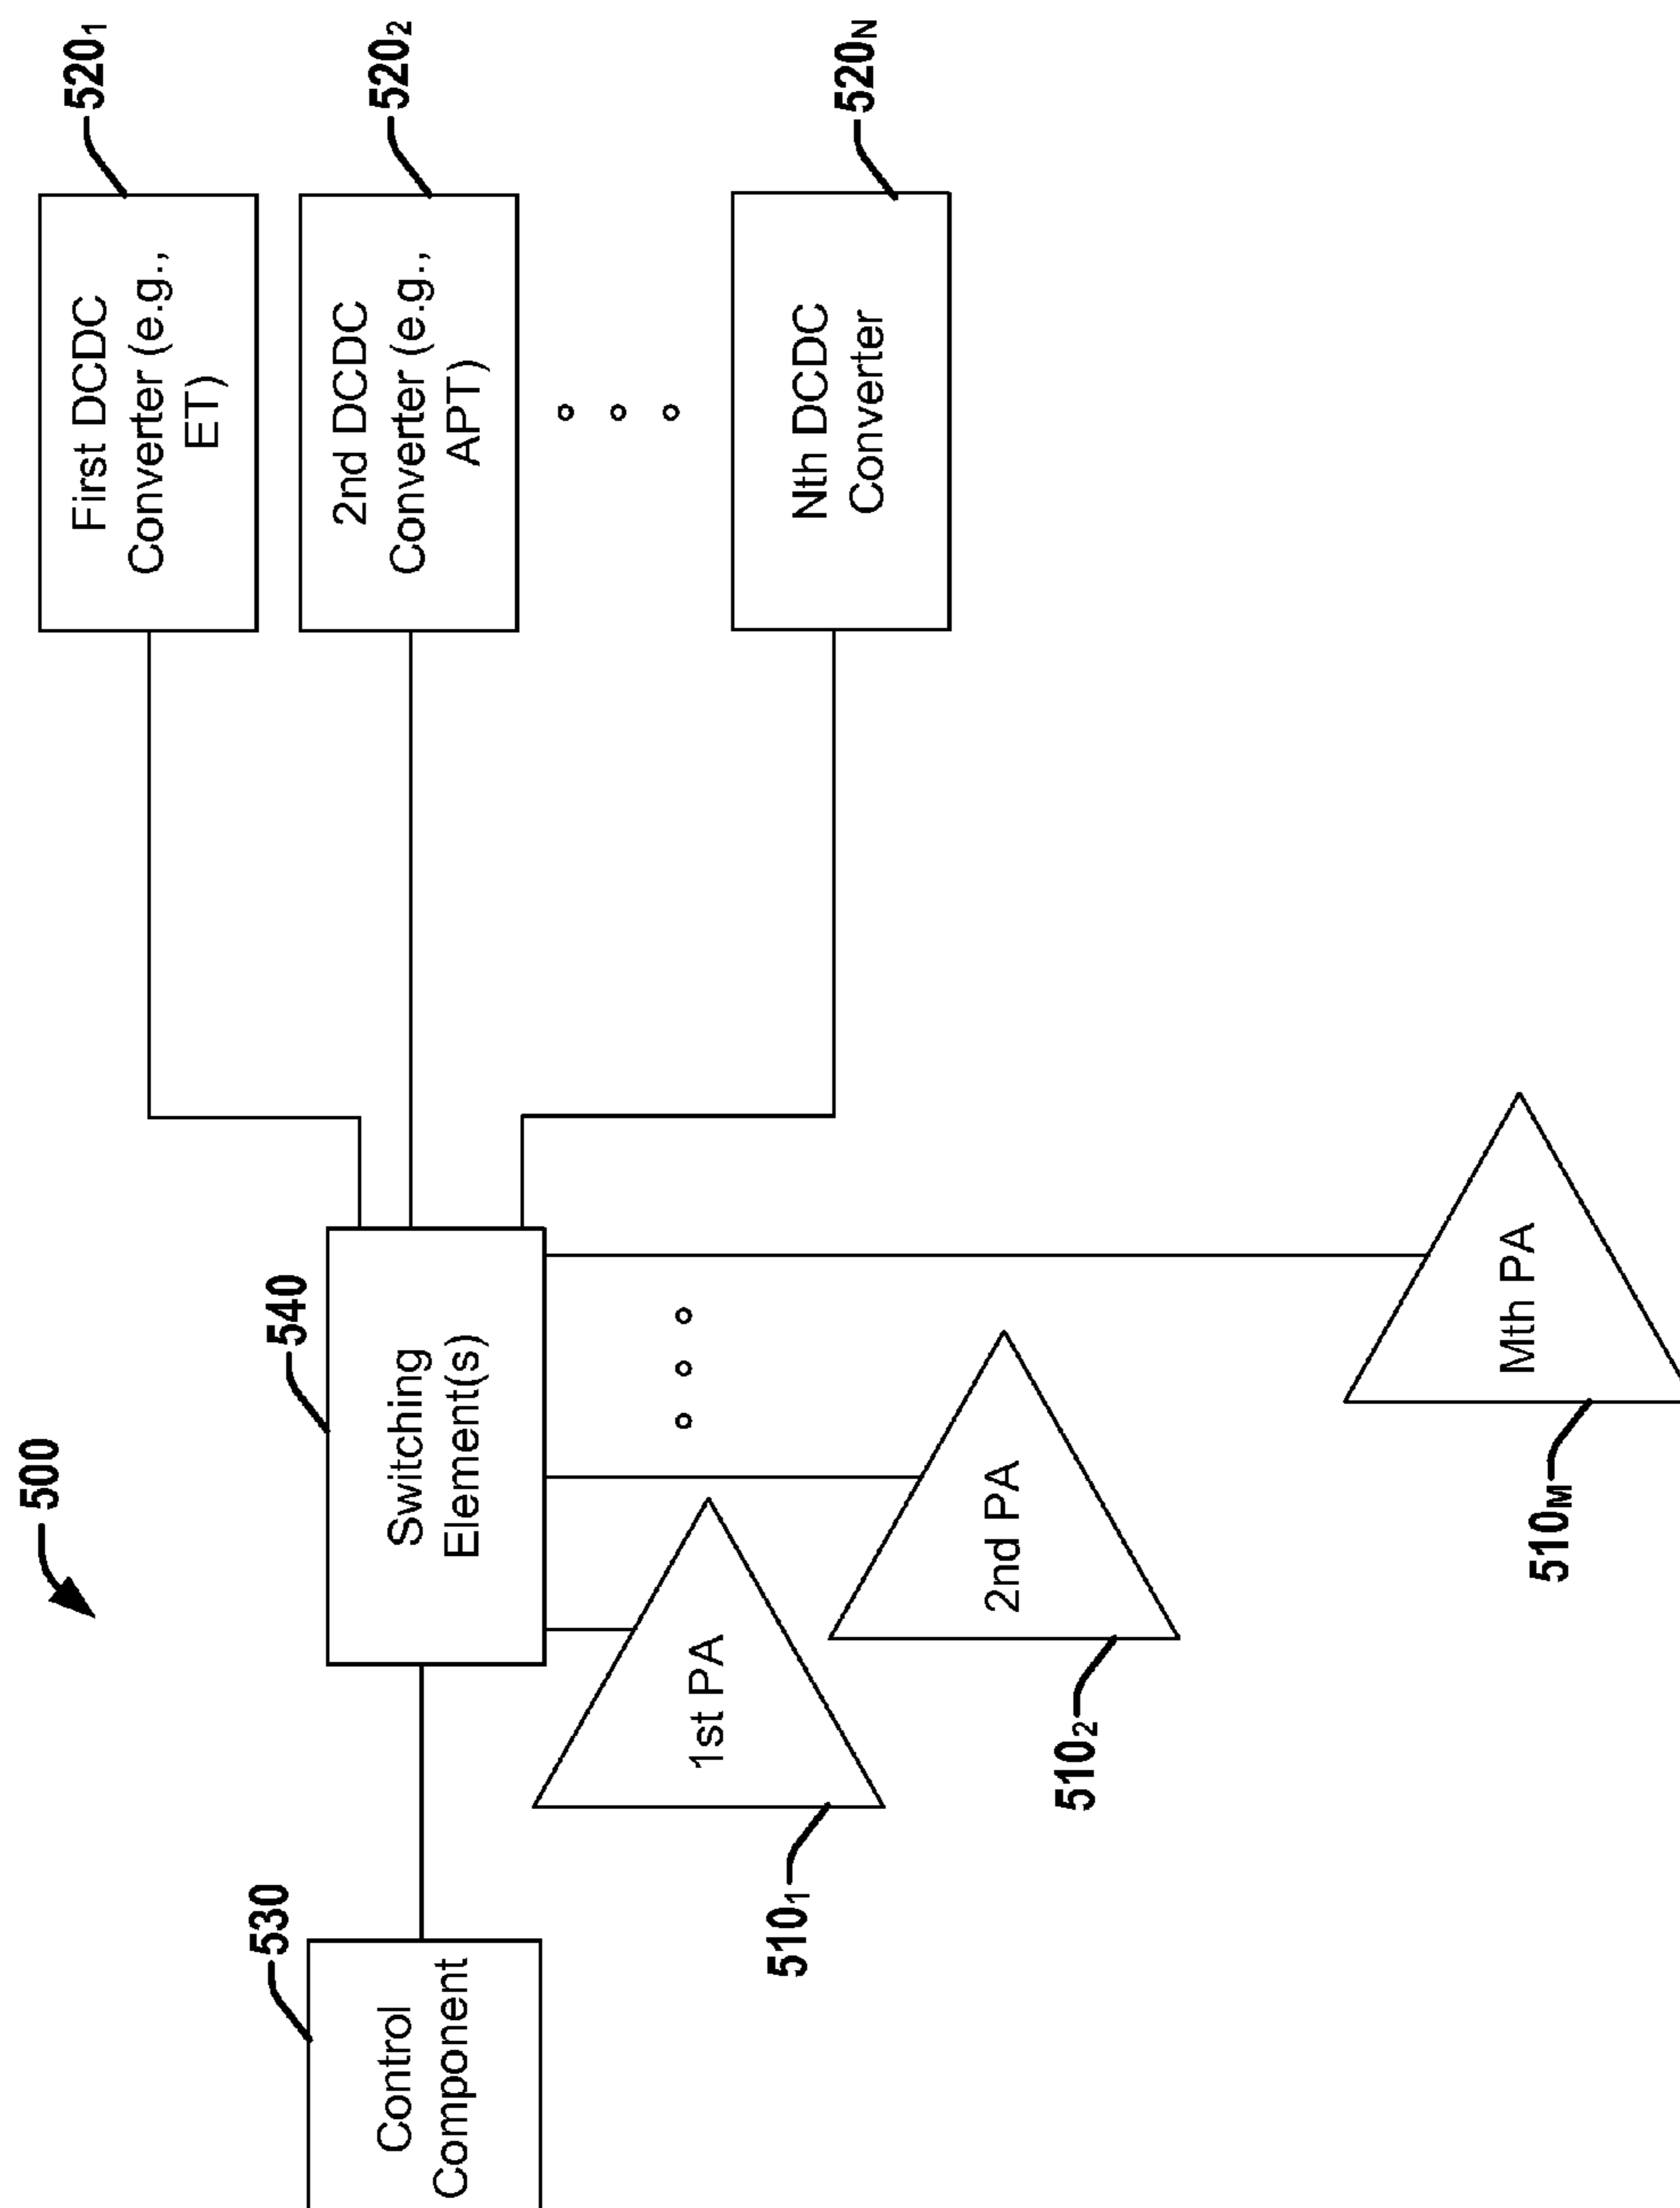 500
530
Control
Component
540
Switching
Element(s)
First DCDC
Converter (e.g.,
ET)
520₁
2nd DCDC
Converter (e.g.,
APT)
520₂
Nth DCDC
Converter
520N
1st PA
510₁
2nd PA
510₂
Mth PA
510M